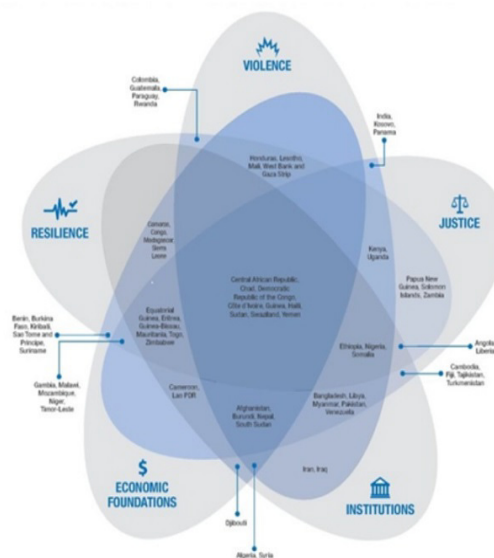 VIOLENCE
Colombia,
Guatemala,
Paraguay,
Rwanda
India,
Kosovo,
Panama
Honduras, Lesotho,
Mali, West Bank and
Gaza Strip
RESILIENCE
JUSTICE
Comoros,
Congo,
Madagascar,
Sierra
Leone
Kenya,
Uganda
Papua New
Guinea, Solomon
Islands, Zambia
Central African Republic,
Chad, Democratic
Republic of the Congo,
Côte d'Ivoire, Guinea, Haiti,
Sudan, Swaziland, Yemen
Benin, Burkina
Faso, Kiribati,
Sao Tome and
Principe,
Suriname
Equatorial
Guinea, Eritrea,
Guinea-Bissau,
Mauritania, Togo,
Zimbabwe
Ethiopia, Nigeria,
Somalia
Angola,
Liberia
Cambodia,
Fiji, Tajikistan,
Turkmenistan
Gambia, Malawi,
Mozambique,
Niger,
Timor-Leste
Cameroon,
Lao PDR
Bangladesh, Libya,
Myanmar, Pakistan,
Venezuela
Afghanistan,
Burundi, Nepal,
South Sudan
$
ECONOMIC
FOUNDATIONS
Iran, Iraq
INSTITUTIONS
Djibouti
Albania, Syria